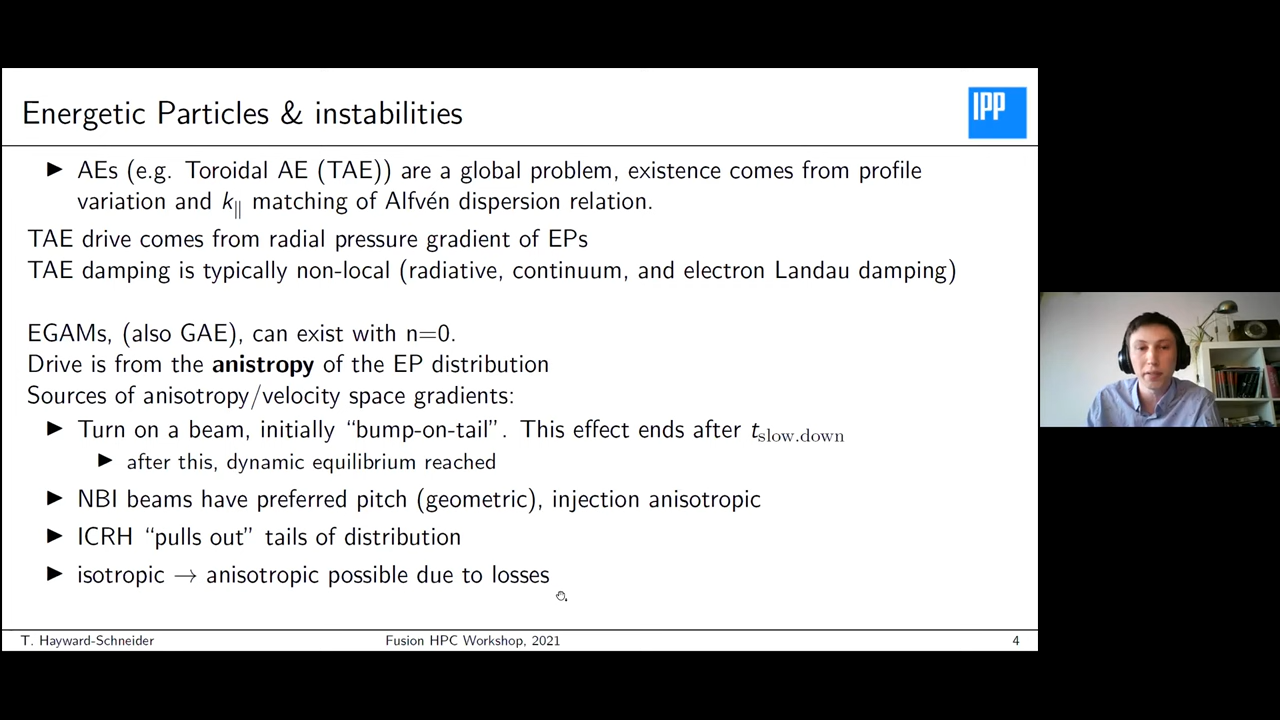 Energetic Particles & instabilities
IPP
▶ AEs (e.g. Toroidal AE (TAE)) are a global problem, existence comes from profile
variation and k∥ matching of Alfvén dispersion relation.
TAE drive comes from radial pressure gradient of EPs
TAE damping is typically non-local (radiative, continuum, and electron Landau damping)
EGAMs, (also GAE), can exist with n=0.
Drive is from the anistropy of the EP distribution
Sources of anisotropy/velocity space gradients:
▶ Turn on a beam, initially “bump-on-tail”. This effect ends after t_slow.down
▶ after this, dynamic equilibrium reached
▶ NBI beams have preferred pitch (geometric), injection anisotropic
▶ ICRH “pulls out” tails of distribution
▶ isotropic → anisotropic possible due to losses
T. Hayward-Schneider Fusion HPC Workshop, 2021 4